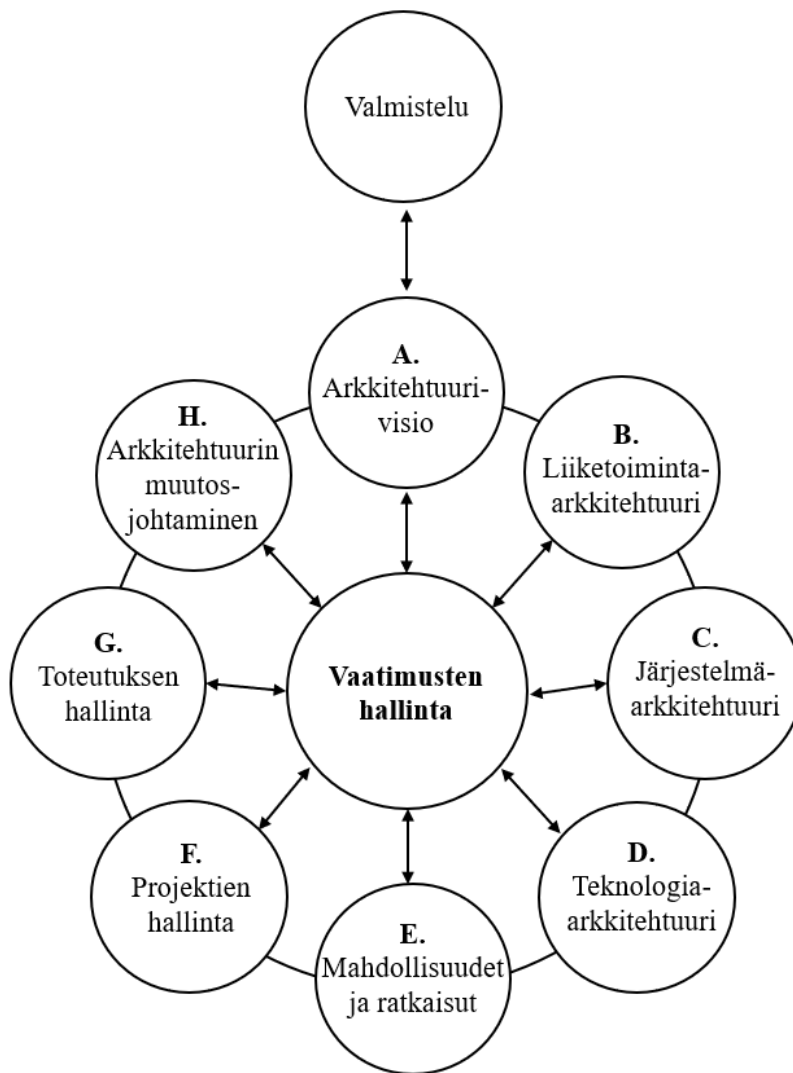 Valmistelu
A.
Arkkitehtuuri-
visio
B.
Liiketoiminta-
arkkitehtuuri
C.
Järjestelmä-
arkkitehtuuri
D.
Teknologia-
arkkitehtuuri
E.
Mahdollisuudet
ja ratkaisut
F.
Projektien
hallinta
G.
Toteutuksen
hallinta
H.
Arkkitehtuurin
muutos-
johtaminen
Vaatimusten
hallinta